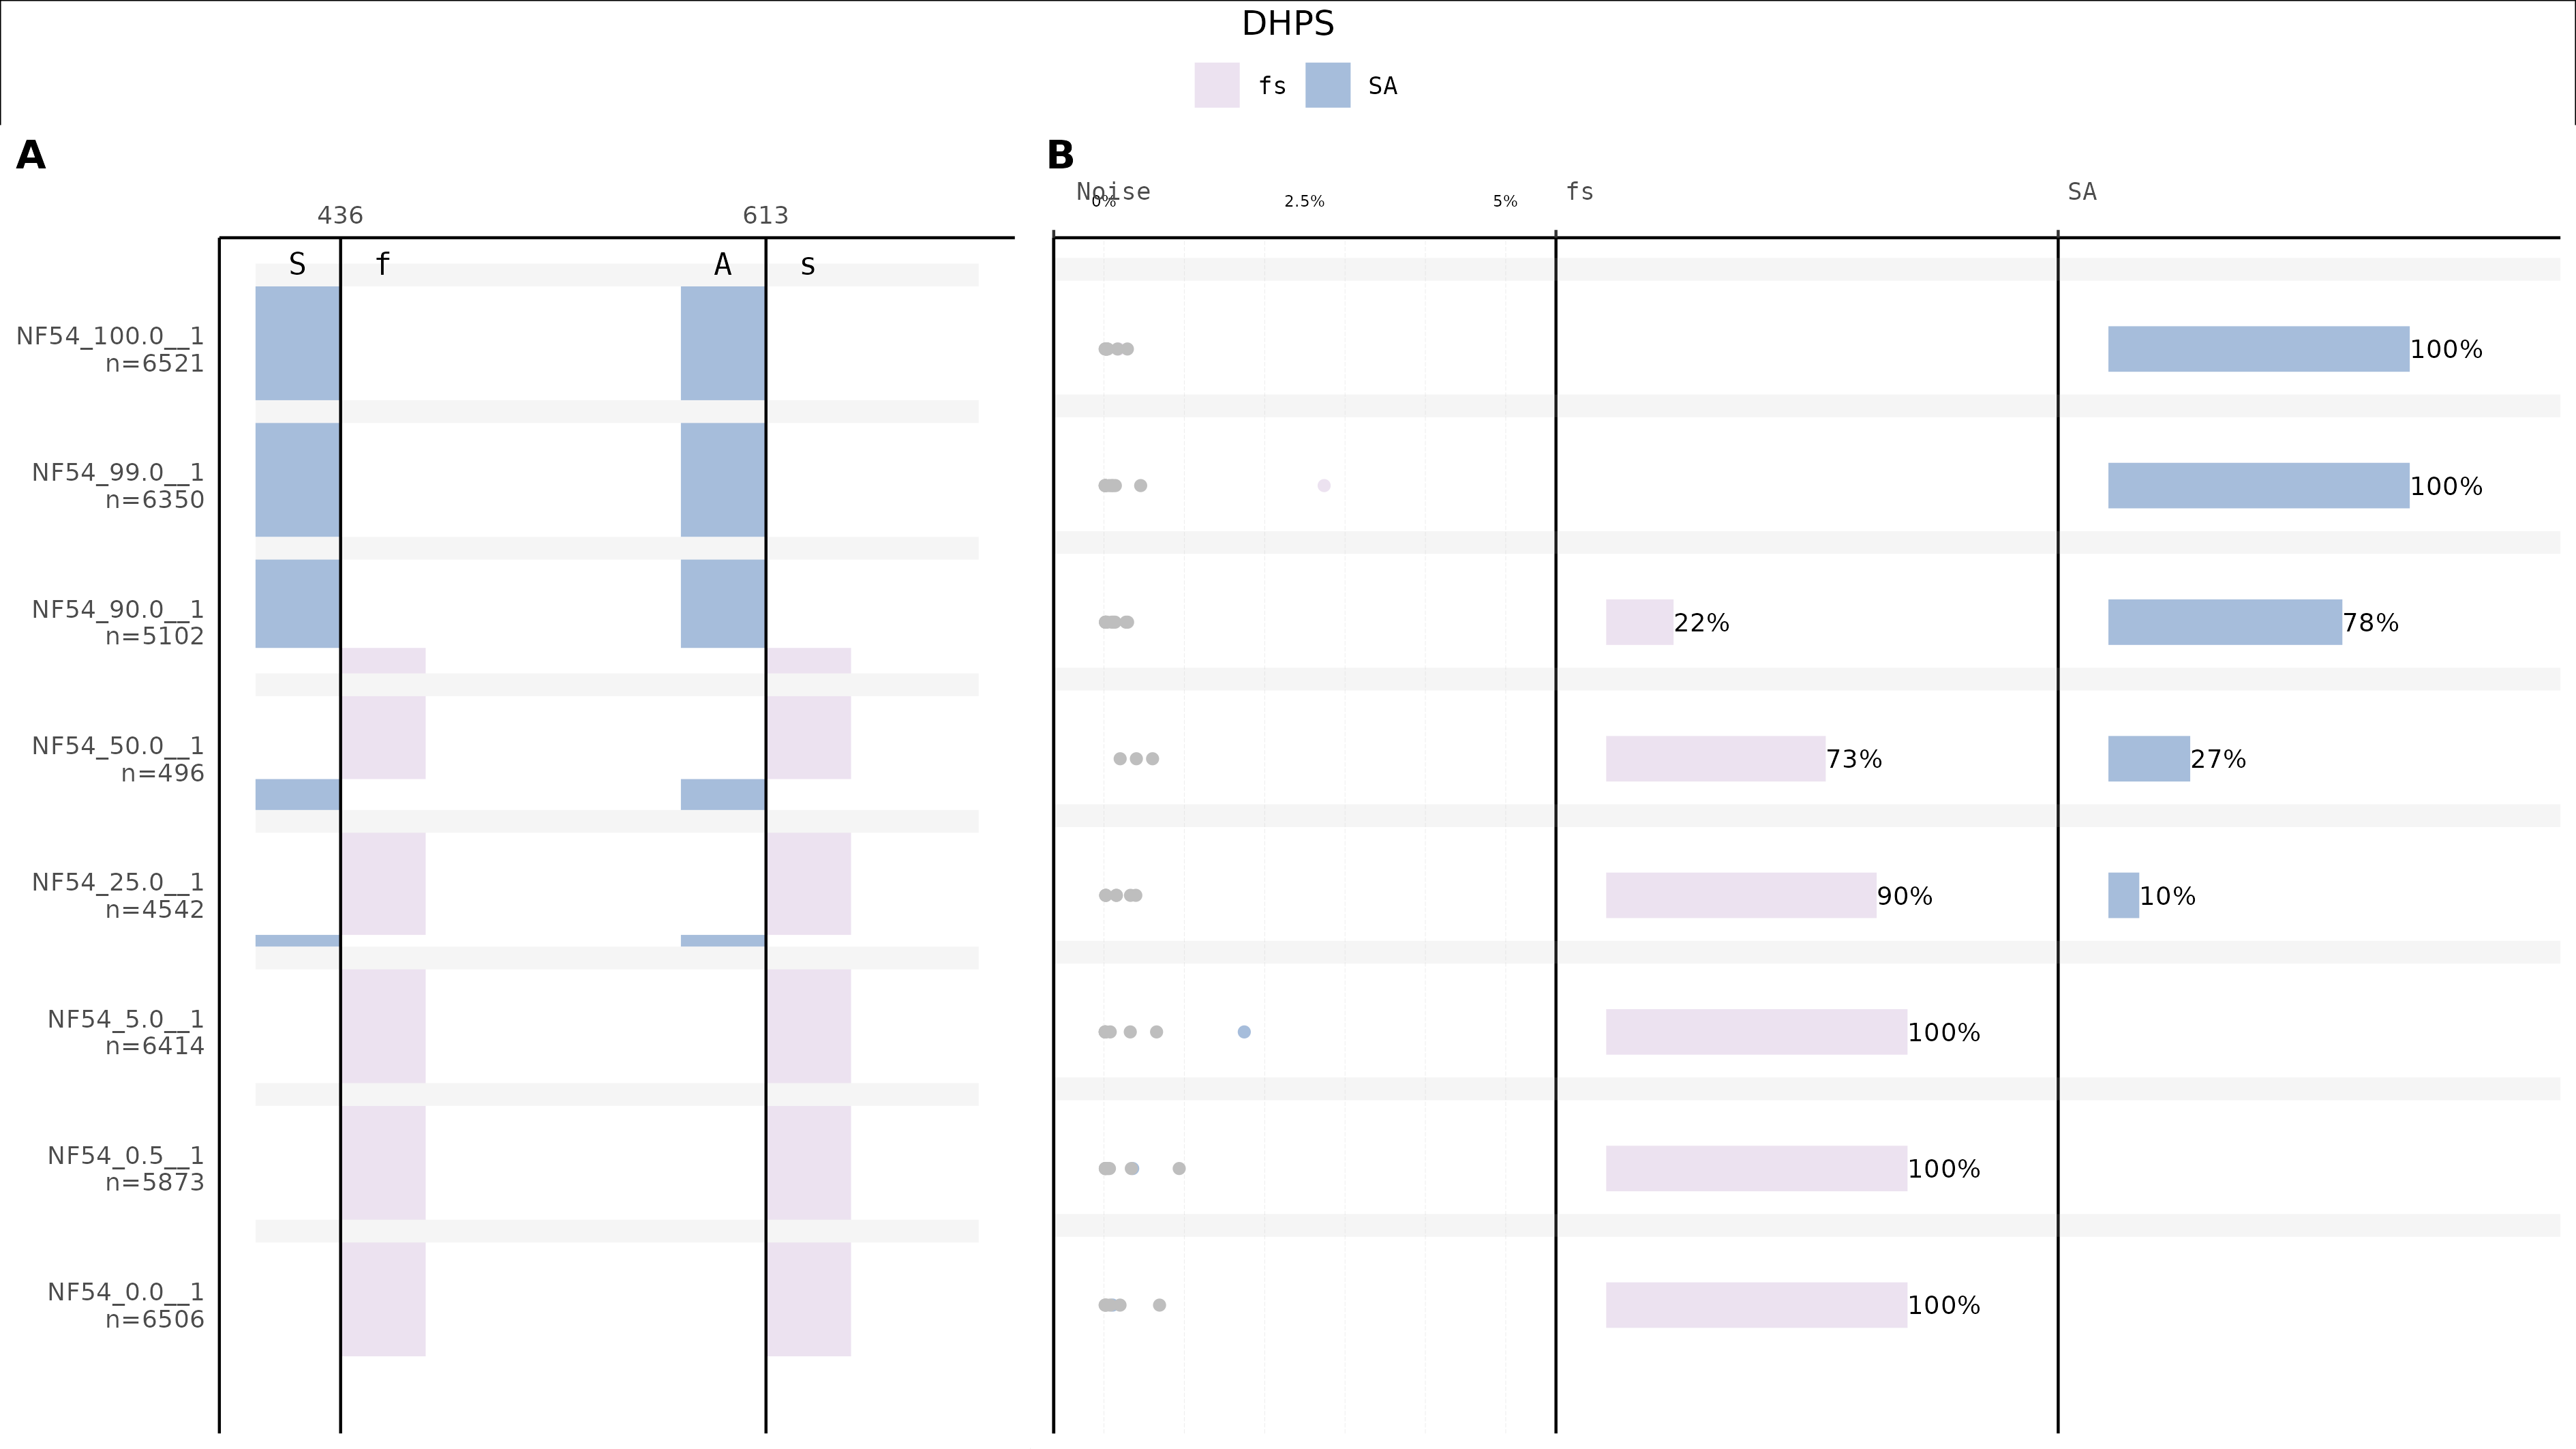 DHPS
fs SA
A
B
Noise fs SA
0% 2.5% 5%
436 613
S f A s
NF54_100.0__1
n=6521
100%
NF54_99.0__1
n=6350
100%
NF54_90.0__1
n=5102
22% 78%
NF54_50.0__1
n=496
73% 27%
NF54_25.0__1
n=4542
90% 10%
NF54_5.0__1
n=6414
100%
NF54_0.5__1
n=5873
100%
NF54_0.0__1
n=6506
100%